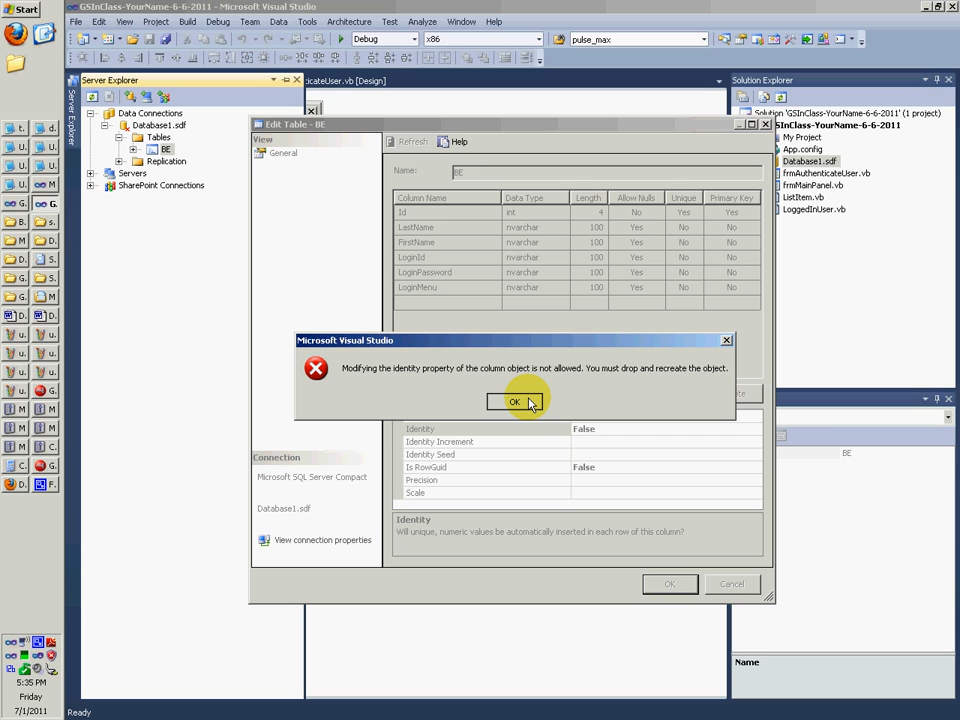 Start
GSInClass-YourName-6-6-2011 - Microsoft Visual Studio
File Edit View Project Build Debug Team Data Tools Architecture Test Analyze Window Help
Debug x86 pulse_max
Server Explorer
Server Explorer
Data Connections
Database1.sdf
Tables
BE
Replication
Servers
SharePoint Connections
icateUser.vb [Design]
Edit Table - BE
View
General
Refresh Help
Name: BE
Column Name Data Type Length Allow Nulls Unique Primary Key
Id int 4 No Yes Yes
LastName nvarchar 100 Yes No No
FirstName nvarchar 100 Yes No No
LoginId nvarchar 100 Yes No No
LoginPassword nvarchar 100 Yes No No
LoginMenu nvarchar 100 Yes No No
Microsoft Visual Studio
Modifying the identity property of the column object is not allowed. You must drop and recreate the object.
OK
Identity False
Identity Increment
Identity Seed
Is RowGuid False
Precision
Scale
Identity
Will unique, numeric values be automatically inserted in each row of this column?
Connection
Microsoft SQL Server Compact
Database1.sdf
View connection properties
OK Cancel
Solution Explorer
Solution 'GSInClass-YourName-6-6-2011' (1 project)
GSInClass-YourName-6-6-2011
My Project
App.config
Database1.sdf
frmAuthenticateUser.vb
frmMainPanel.vb
ListItem.vb
LoggedInUser.vb
BE
Name
t.
d.
u.
u.
u.
M
G.
G.
B.
s.
M
D.
D.
S.
G.
S.
G.
M
D.
D.
u.
u.
u.
u.
u.
u.
u.
G.
M
M
M
M
M
C.
C.
G.
D.
F.
5:35 PM
Friday
7/1/2011
Ready